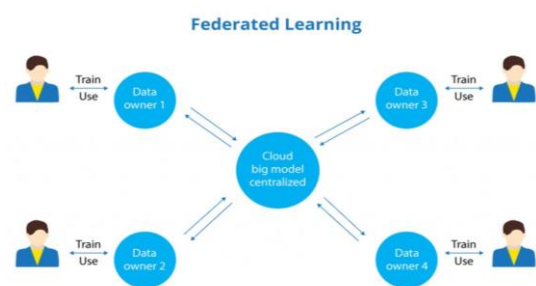 Federated Learning
Train
Use
Data
owner 1
Data
owner 3
Train
Use
Cloud
big model
centralized
Train
Use
Data
owner 2
Data
owner 4
Train
Use